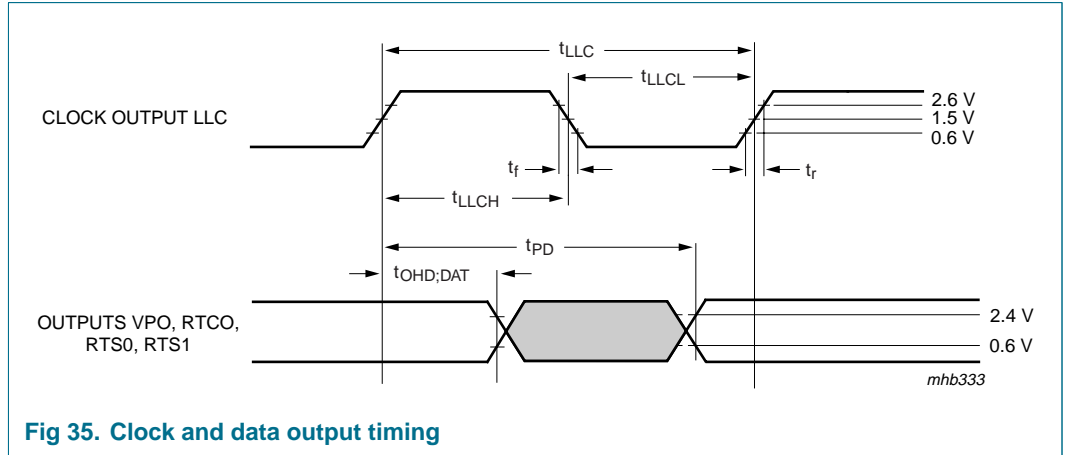 tLLC
tLLCL
CLOCK OUTPUT LLC
2.6 V
1.5 V
0.6 V
tf
tr
tLLCH
tPD
tOHD;DAT
OUTPUTS VPO, RTCO,
RTS0, RTS1
2.4 V
0.6 V
mhb333
Fig 35. Clock and data output timing